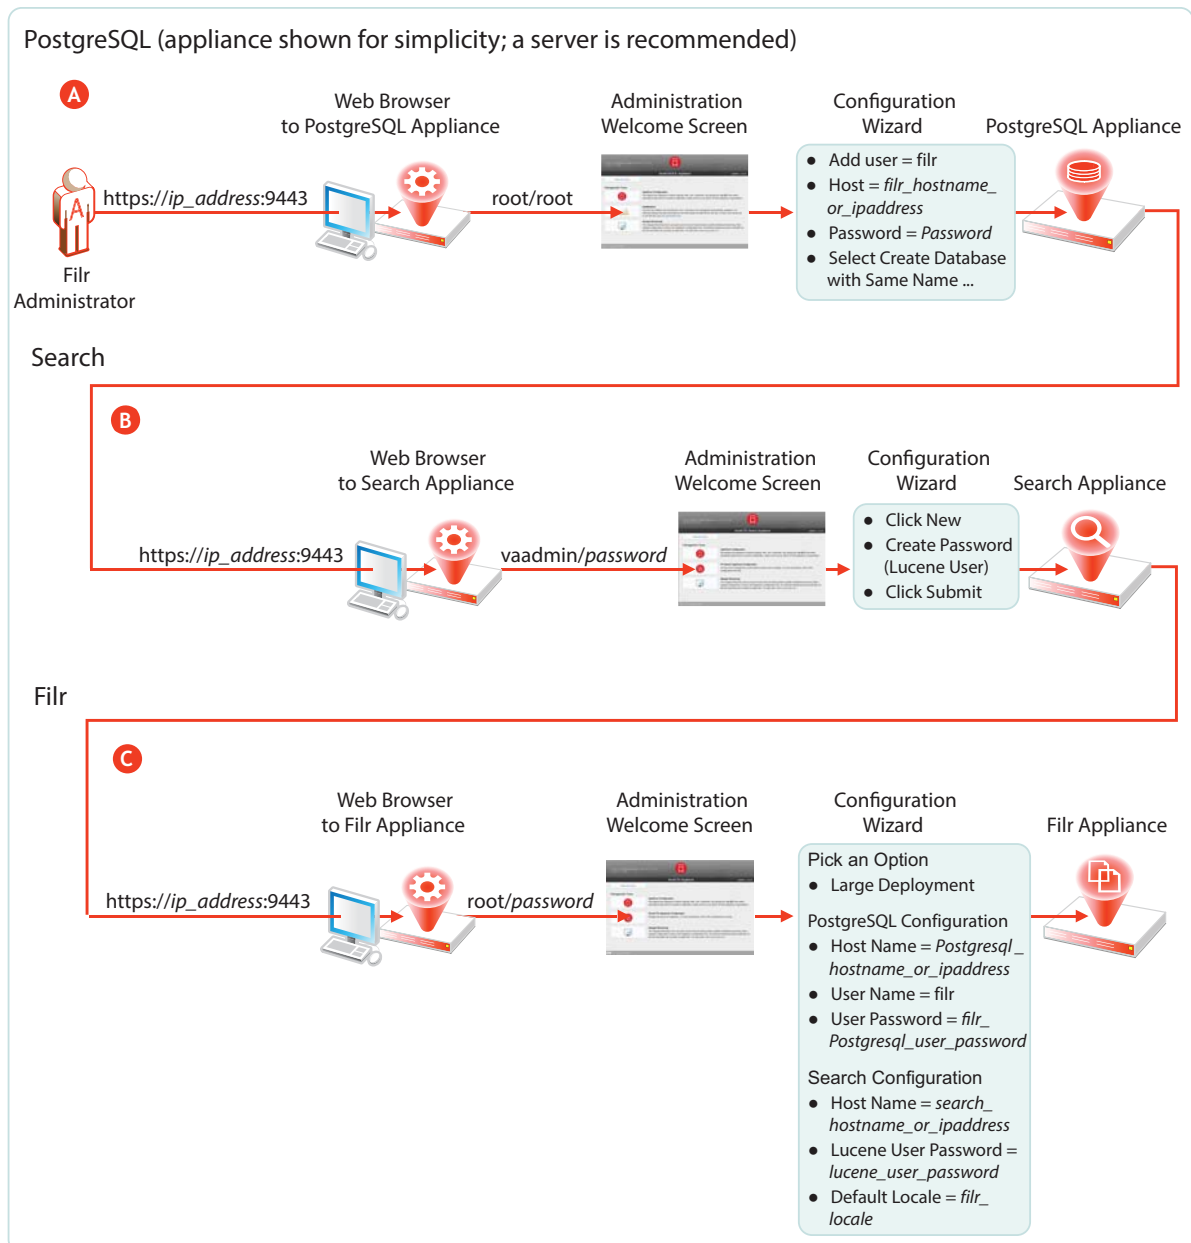 PostgreSQL (appliance shown for simplicity; a server is recommended)
A
Web Browser
to PostgreSQL Appliance
Administration
Welcome Screen
Configuration
Wizard
PostgreSQL Appliance
A
https://ip_address:9443
root/root
● Add user = filr
● Host = filr_hostname_
or_ipaddress
● Password = Password
● Select Create Database
with Same Name ...
Filr
Administrator
Search
B
Web Browser
to Search Appliance
Administration
Welcome Screen
Configuration
Wizard
Search Appliance
https://ip_address:9443
vaadmin/password
● Click New
● Create Password
(Lucene User)
● Click Submit
Filr
C
Web Browser
to Filr Appliance
Administration
Welcome Screen
Configuration
Wizard
Filr Appliance
https://ip_address:9443
root/password
Pick an Option
● Large Deployment
PostgreSQL Configuration
● Host Name = Postgresql_
hostname_or_ipaddress
● User Name = filr
● User Password = filr_
Postgresql_user_password
Search Configuration
● Host Name = search_
hostname_or_ipaddress
● Lucene User Password =
lucene_user_password
● Default Locale = filr_
locale